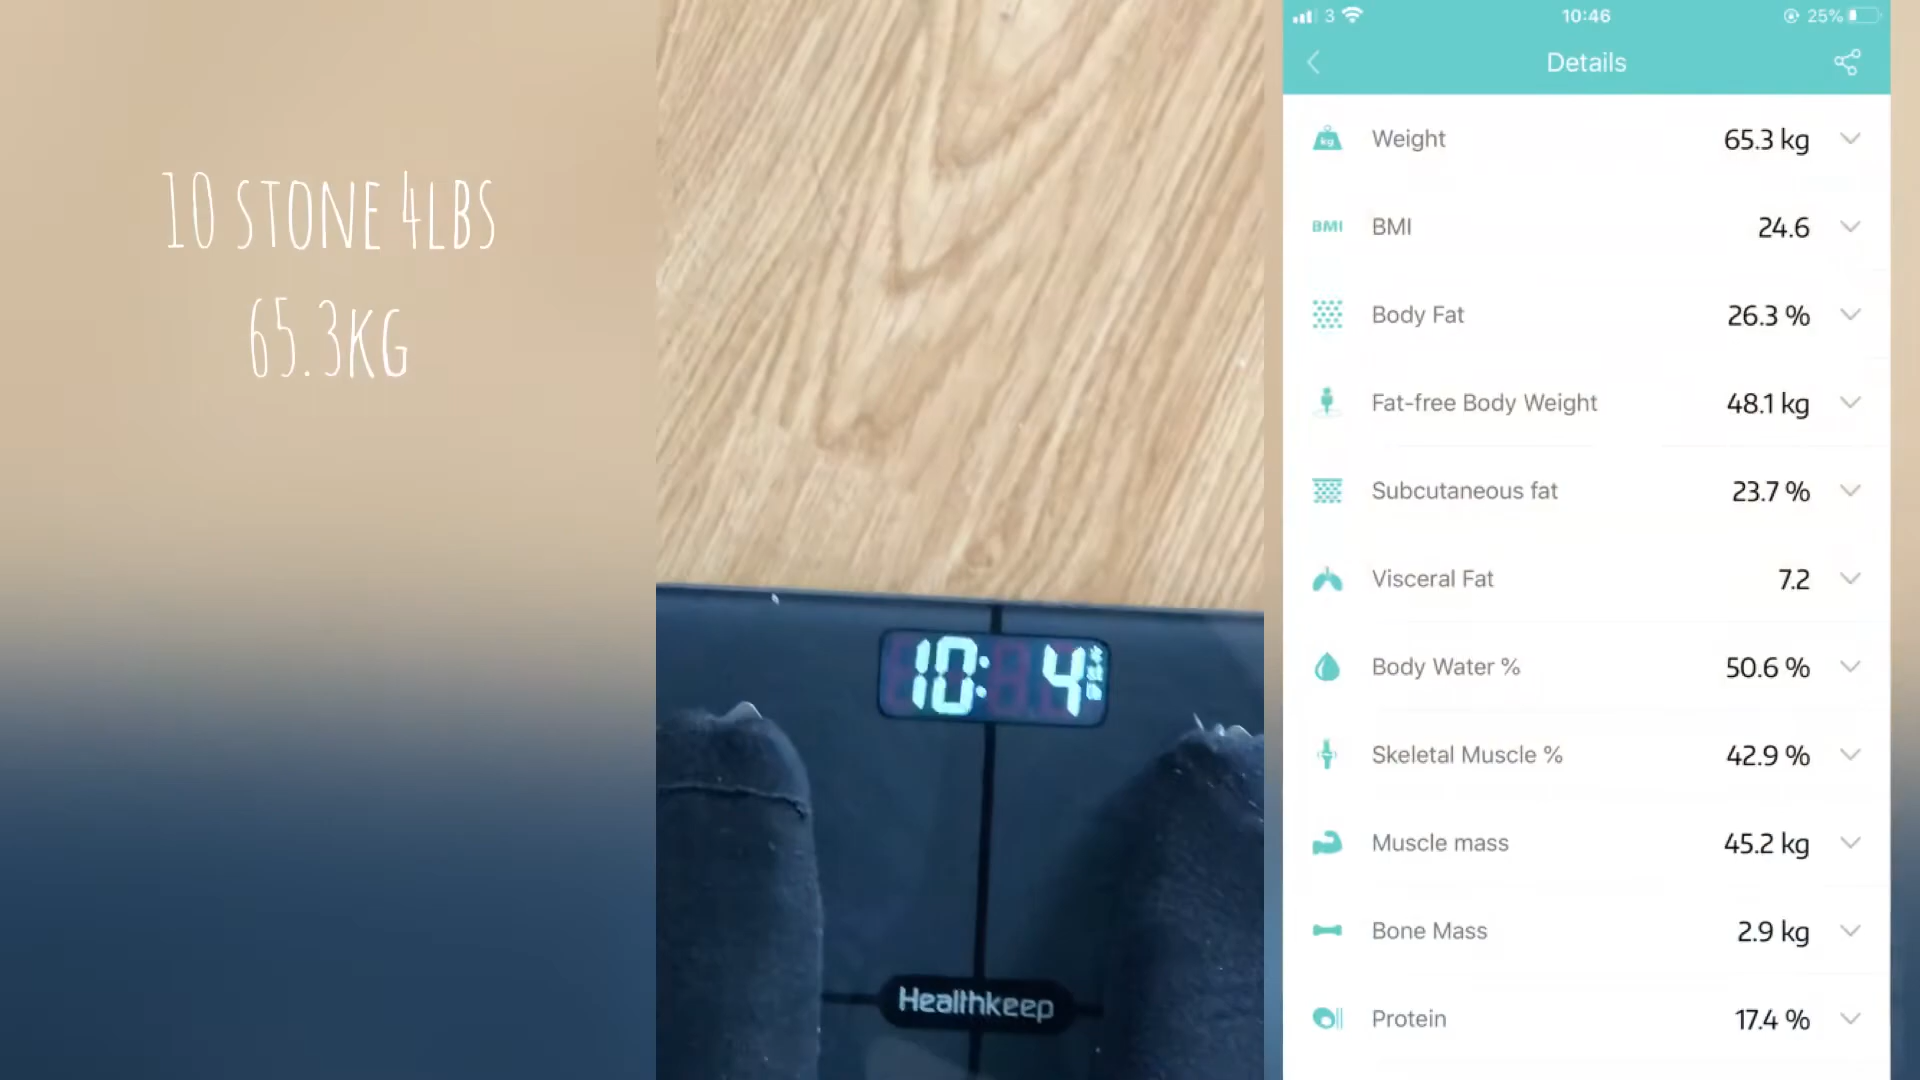 10 STONE 4LBS
65.3KG
10: 4
Healthkeep
3 10:46 25%
Details
kg Weight 65.3 kg
BMI BMI 24.6
Body Fat 26.3 %
Fat-free Body Weight 48.1 kg
Subcutaneous fat 23.7 %
Visceral Fat 7.2
Body Water % 50.6 %
Skeletal Muscle % 42.9 %
Muscle mass 45.2 kg
Bone Mass 2.9 kg
Protein 17.4 %